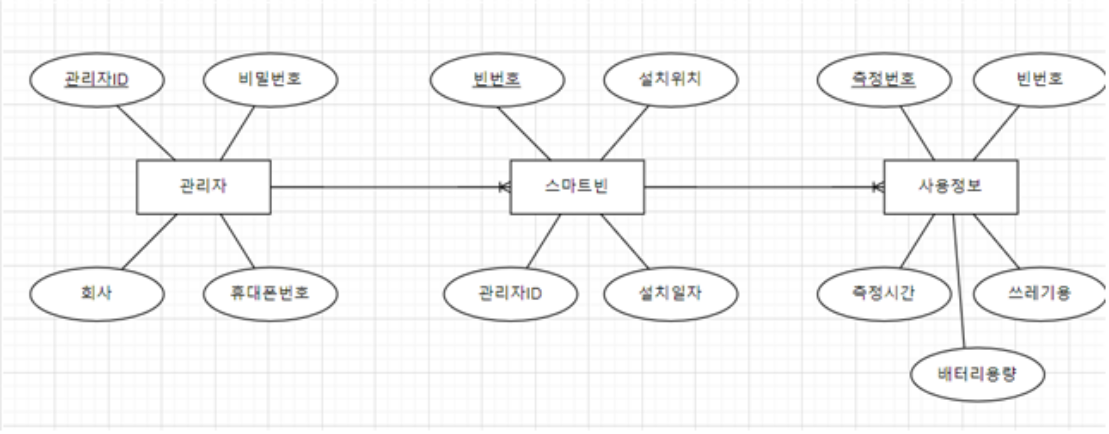 관리자ID
비밀번호
빈번호
설치위치
측정번호
빈번호
관리자
스마트빈
사용정보
회사
휴대폰번호
관리자ID
설치일자
측정시간
쓰레기용
배터리용량